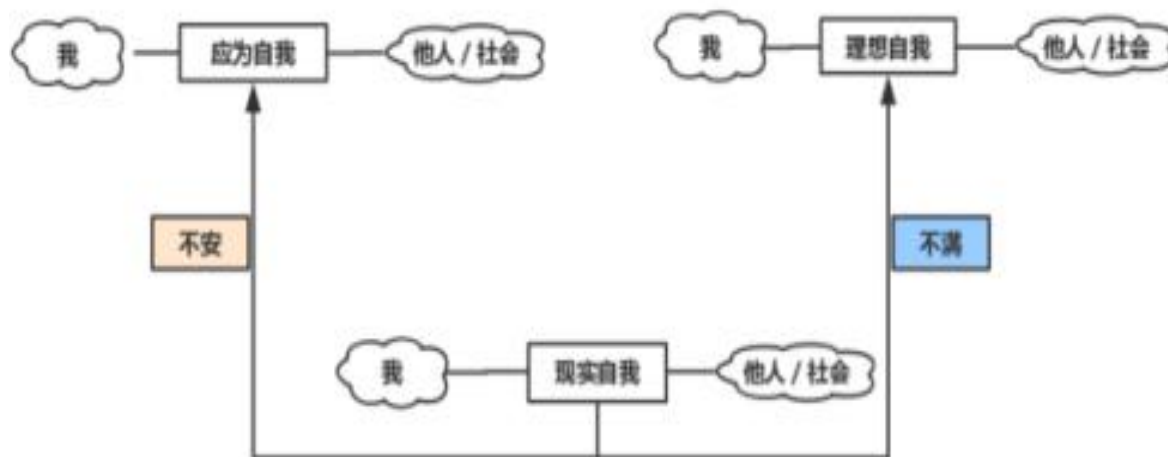 我
应为自我
他人 / 社会
我
理想自我
他人 / 社会
不安
不满
我
现实自我
他人 / 社会